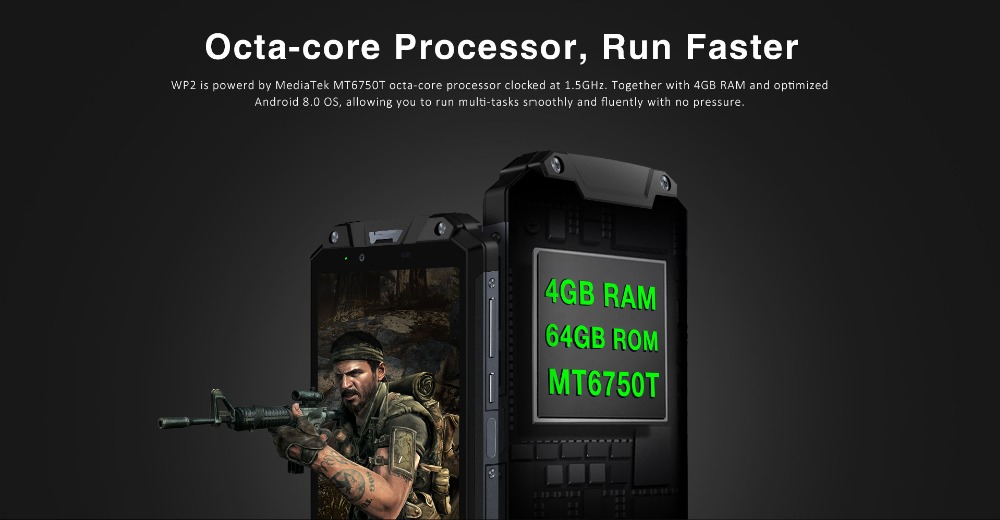 Octa-core Processor, Run Faster
WP2 is powerd by MediaTek MT6750T octa-core processor clocked at 1.5GHz. Together with 4GB RAM and optimized
Android 8.0 OS, allowing you to run multi-tasks smoothly and fluently with no pressure.
4GB RAM
64GB ROM
MT6750T